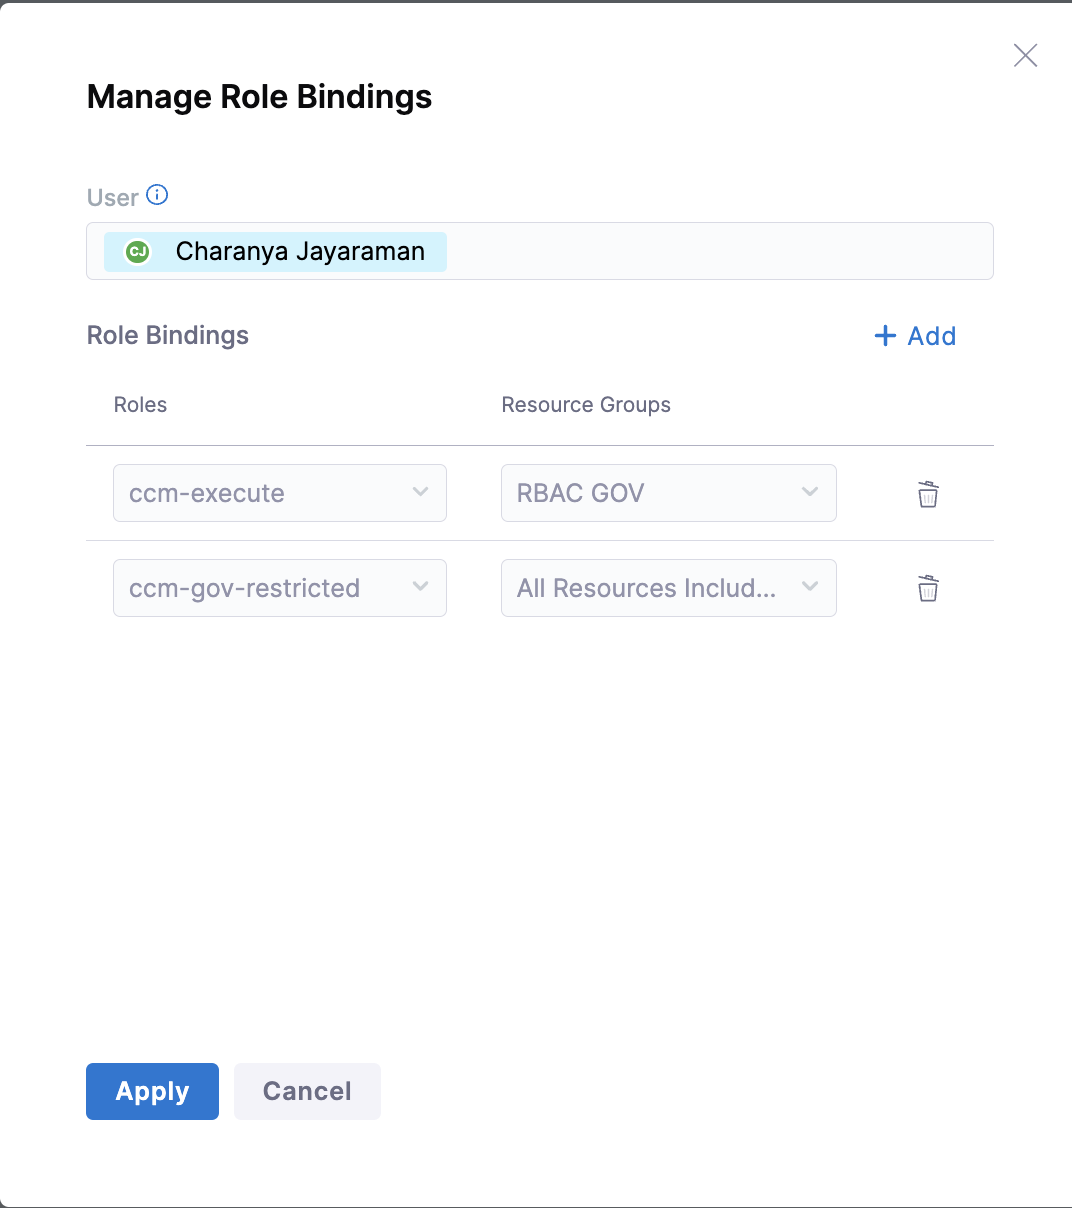 Manage Role Bindings
User
CJ Charanya Jayaraman
Role Bindings
+ Add
Roles Resource Groups
ccm-execute RBAC GOV
ccm-gov-restricted All Resources Includ...
Apply Cancel